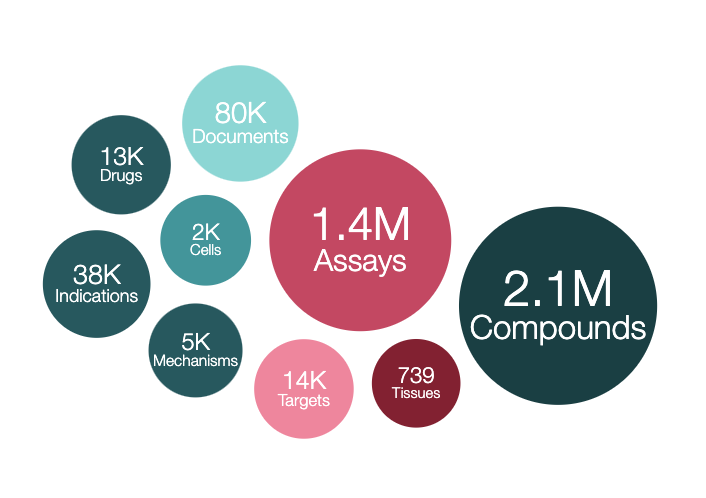 80K
Documents
13K
Drugs
2K
Cells
1.4M
Assays
38K
Indications
2.1M
Compounds
5K
Mechanisms
14K
Targets
739
Tissues